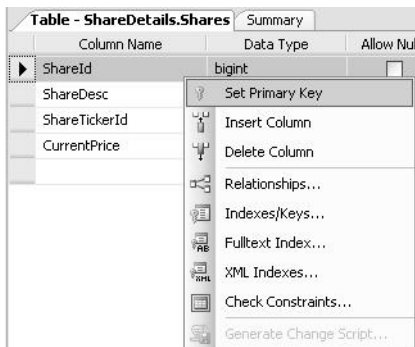 Table - ShareDetails.Shares Summary
Column Name Data Type Allow Nu
ShareId bigint
ShareDesc
ShareTickerId
CurrentPrice
Set Primary Key
Insert Column
Delete Column
Relationships...
Indexes/Keys...
Fulltext Index...
XML Indexes...
Check Constraints...
Generate Change Script...